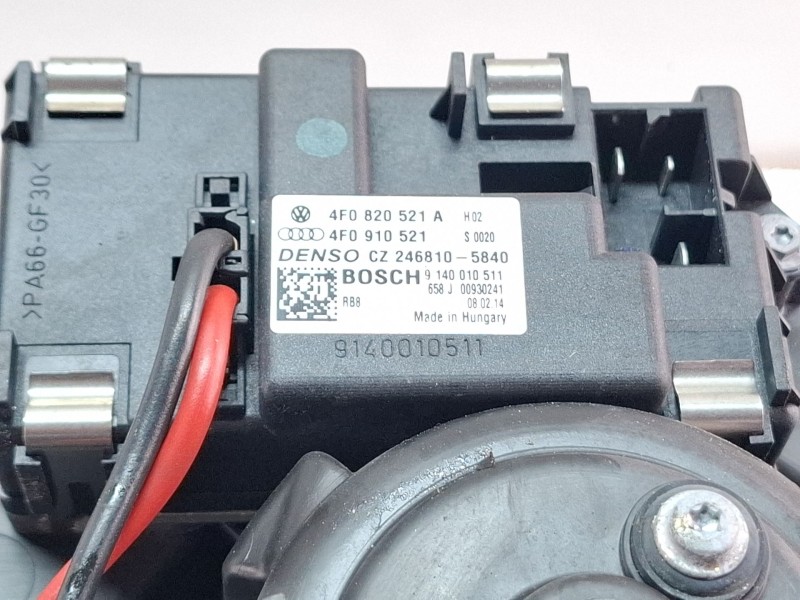 >PA66-GF30<
4F0 820 521 A H02
4F0 910 521 S 0020
DENSO CZ 246810-5840
BOSCH 9 140 010 511
RB8 658 J 00930241
08 02 14
Made in Hungary
9140010511